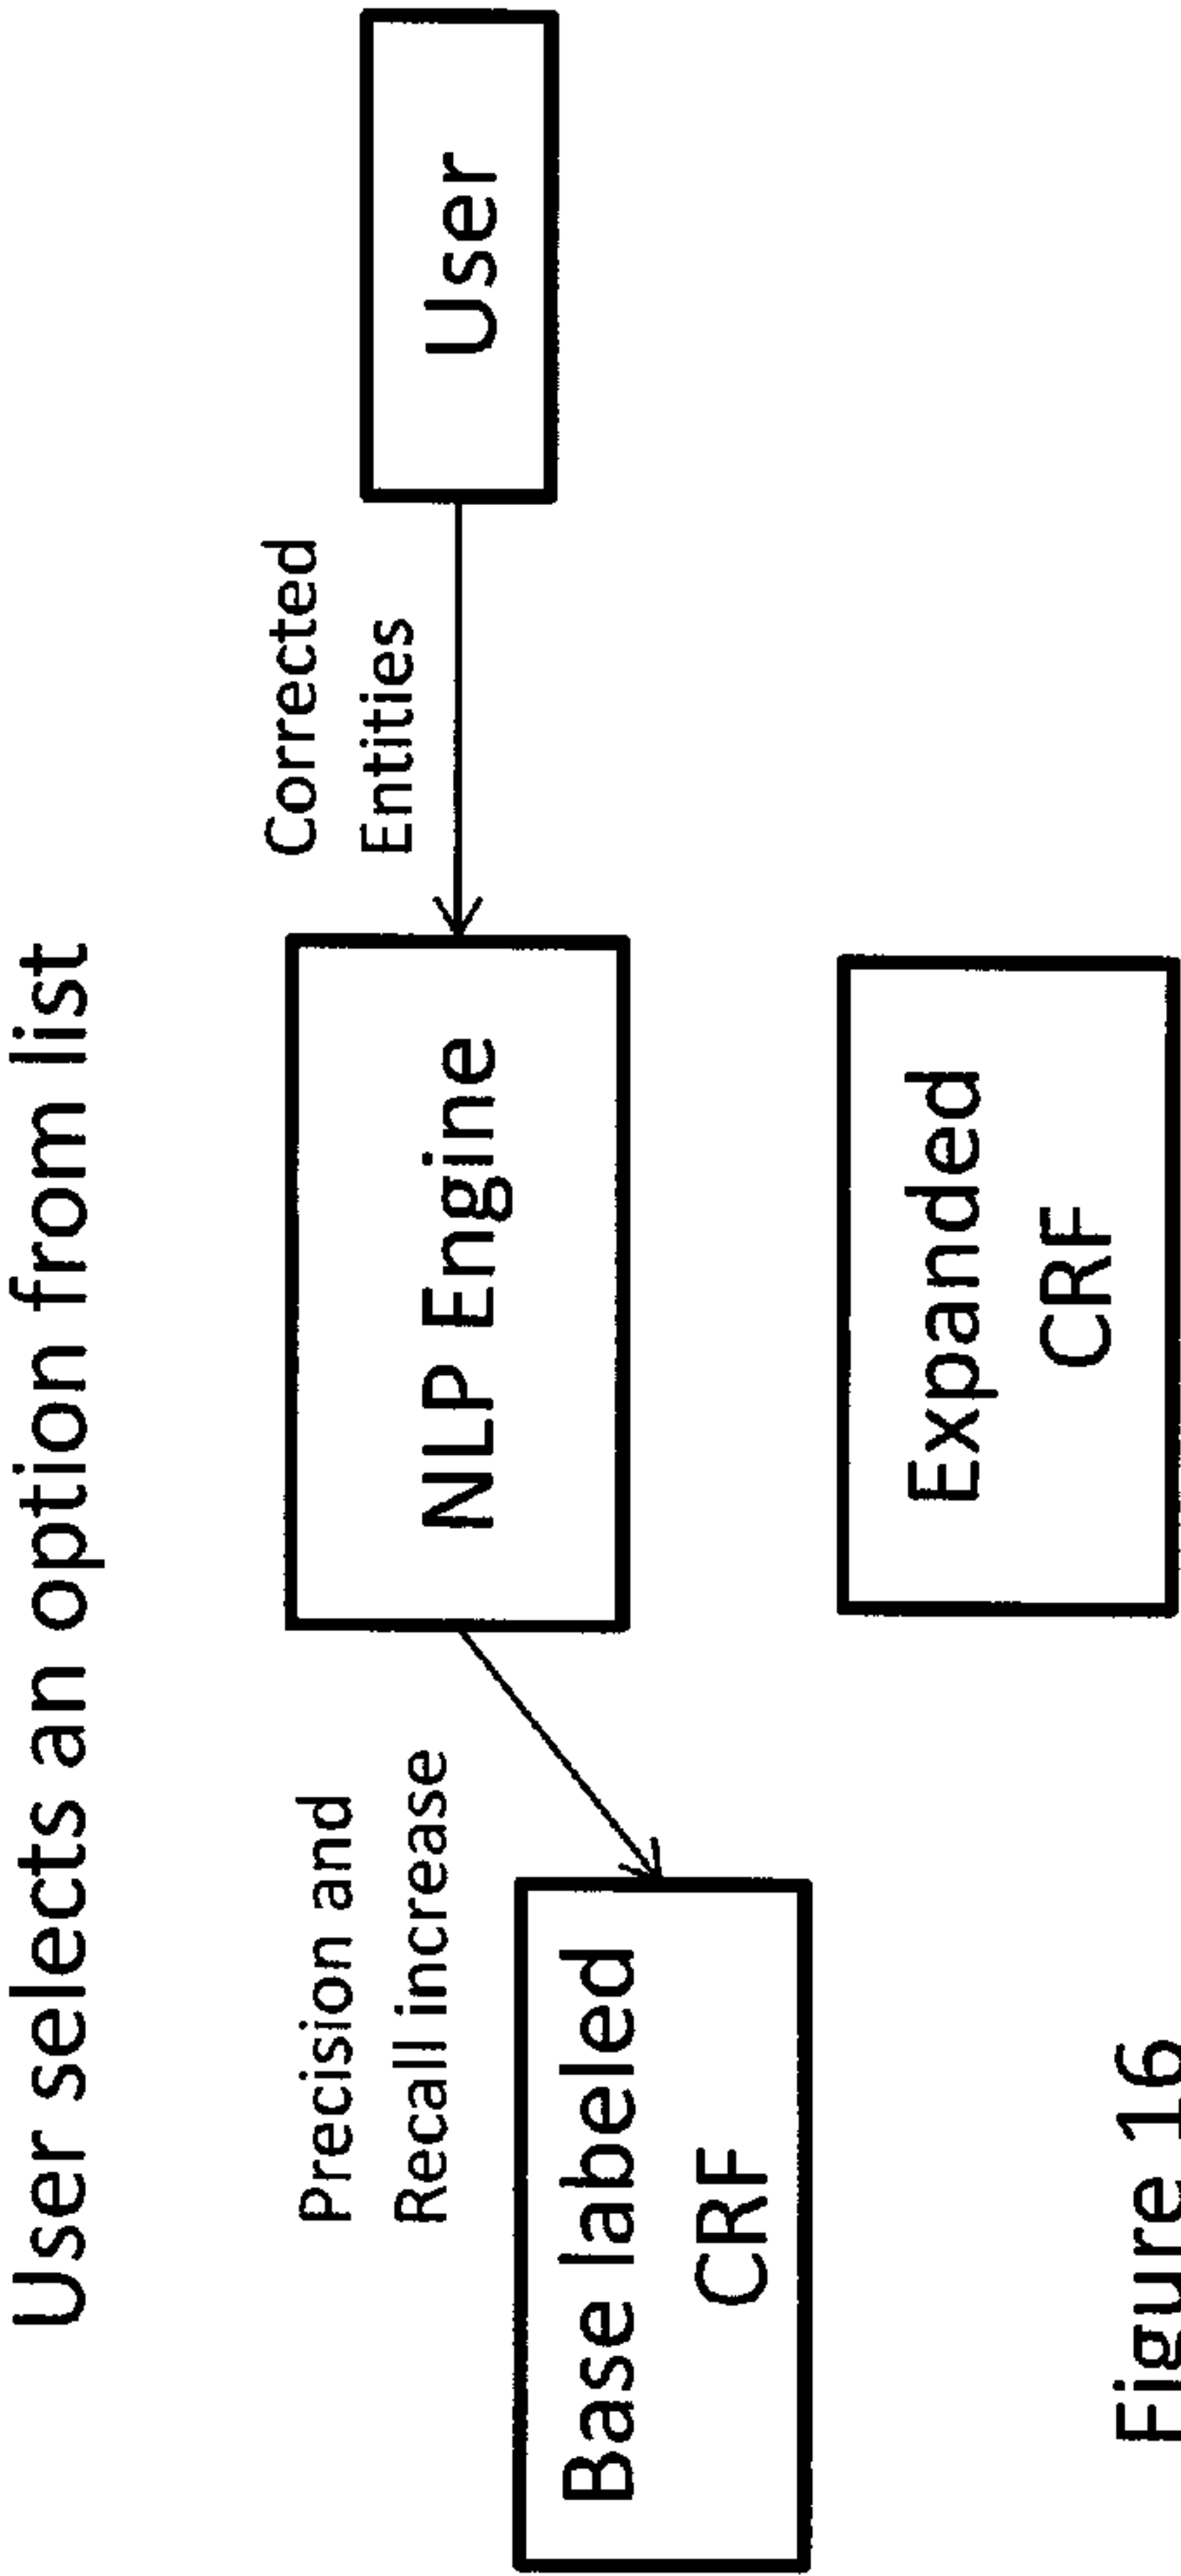 User selects an option from list
Precision and
Recall increase
Corrected
Entities
Base labeled
CRF
NLP Engine
User
Expanded
CRF
Figure 16